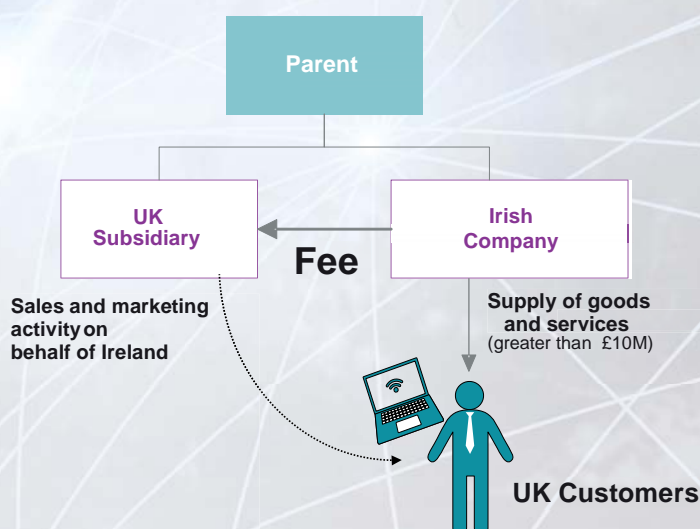 Parent
UK
Subsidiary
Irish
Company
Fee
Sales and marketing
activity on
behalf of Ireland
Supply of goods
and services
(greater than £10M)
UK Customers